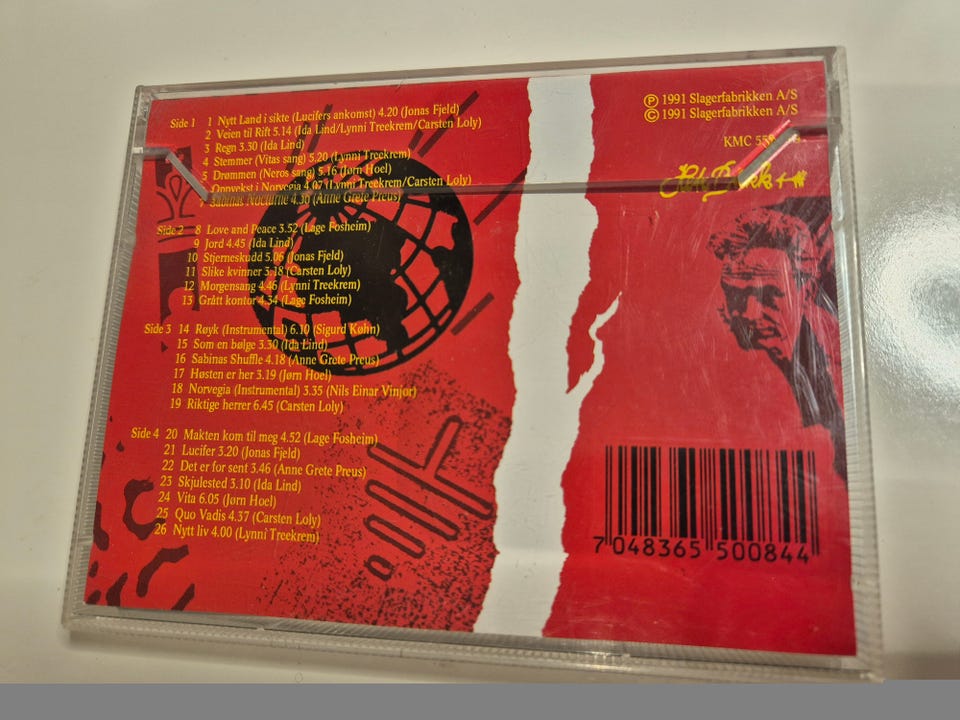 Side 1 1 Nytt Land i sikte (Lucifers ankomst) 4.20 (Jonas Fjeld)
2 Veien til Rift 5.14 (Ida Lind/Lynni Treekrem/Carsten Loly)
3 Regn 3.30 (Ida Lind)
4 Stemmer (Vitas sang) 5.20 (Lynni Treekrem)
5 Drømmen (Neros sang) 5.16 (Jørn Hoel)
Oppvekst i Norvegia 4.07 (Lynni Treekrem/Carsten Loly)
7 Sabinas Nocturne 4.30 (Anne Grete Preus)
Side 2 8 Love and Peace 3.52 (Lage Fosheim)
9 Jord 4.45 (Ida Lind)
10 Stjerneskudd 5.06 (Jonas Fjeld)
11 Slike kvinner 3.18 (Carsten Loly)
12 Morgensang 4.46 (Lynni Treekrem)
13 Grått kontor 4.34 (Lage Fosheim)
Side 3 14 Røyk (Instrumental) 6.10 (Sigurd Køhn)
15 Som en bølge 3.30 (Ida Lind)
16 Sabinas Shuffle 4.18 (Anne Grete Preus)
17 Høsten er her 3.19 (Jørn Hoel)
18 Norvegia (Instrumental) 3.35 (Nils Einar Vinjor)
19 Riktige herrer 6.45 (Carsten Loly)
Side 4 20 Makten kom til meg 4.52 (Lage Fosheim)
21 Lucifer 3.20 (Jonas Fjeld)
22 Det er for sent 3.46 (Anne Grete Preus)
23 Skjulested 3.10 (Ida Lind)
24 Vita 6.05 (Jørn Hoel)
25 Quo Vadis 4.37 (Carsten Loly)
26 Nytt liv 4.00 (Lynni Treekrem)
Ⓟ 1991 Slagerfabrikken A/S
© 1991 Slagerfabrikken A/S
KMC
7 048365 500844